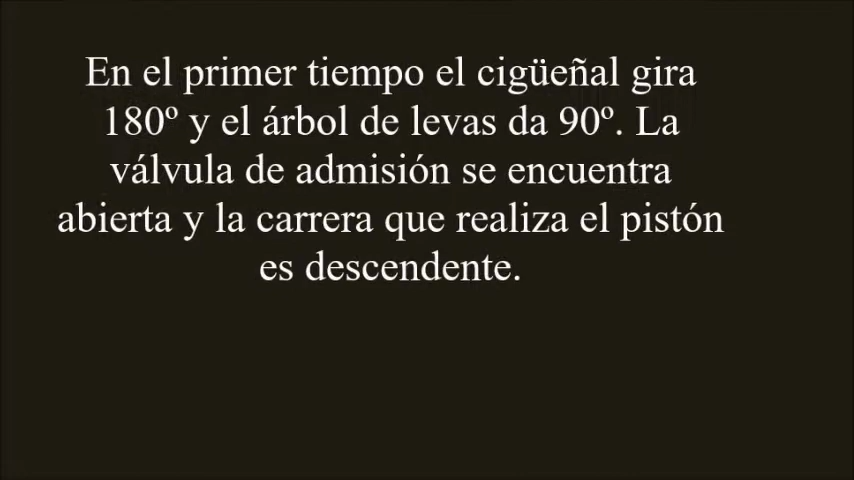 En el primer tiempo el cigüeñal gira
180º y el árbol de levas da 90º. La
válvula de admisión se encuentra
abierta y la carrera que realiza el pistón
es descendente.